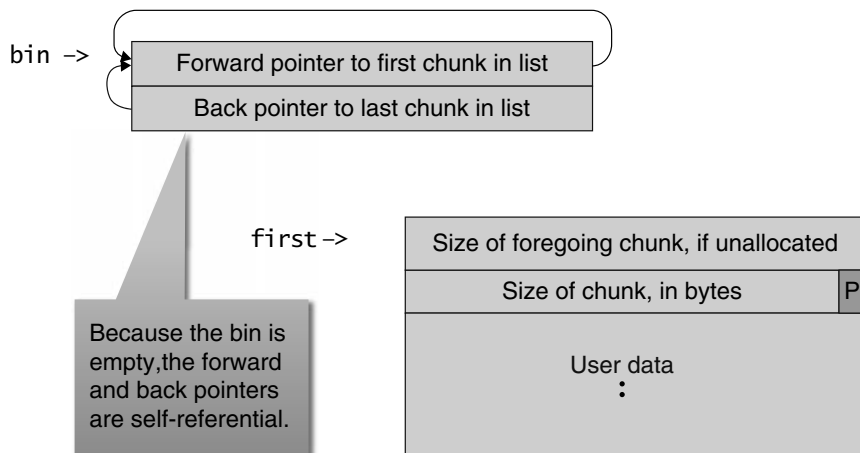 bin –>
Forward pointer to first chunk in list
Back pointer to last chunk in list
first –>
Size of foregoing chunk, if unallocated
Size of chunk, in bytes
P
User data
Because the bin is
empty,the forward
and back pointers
are self-referential.